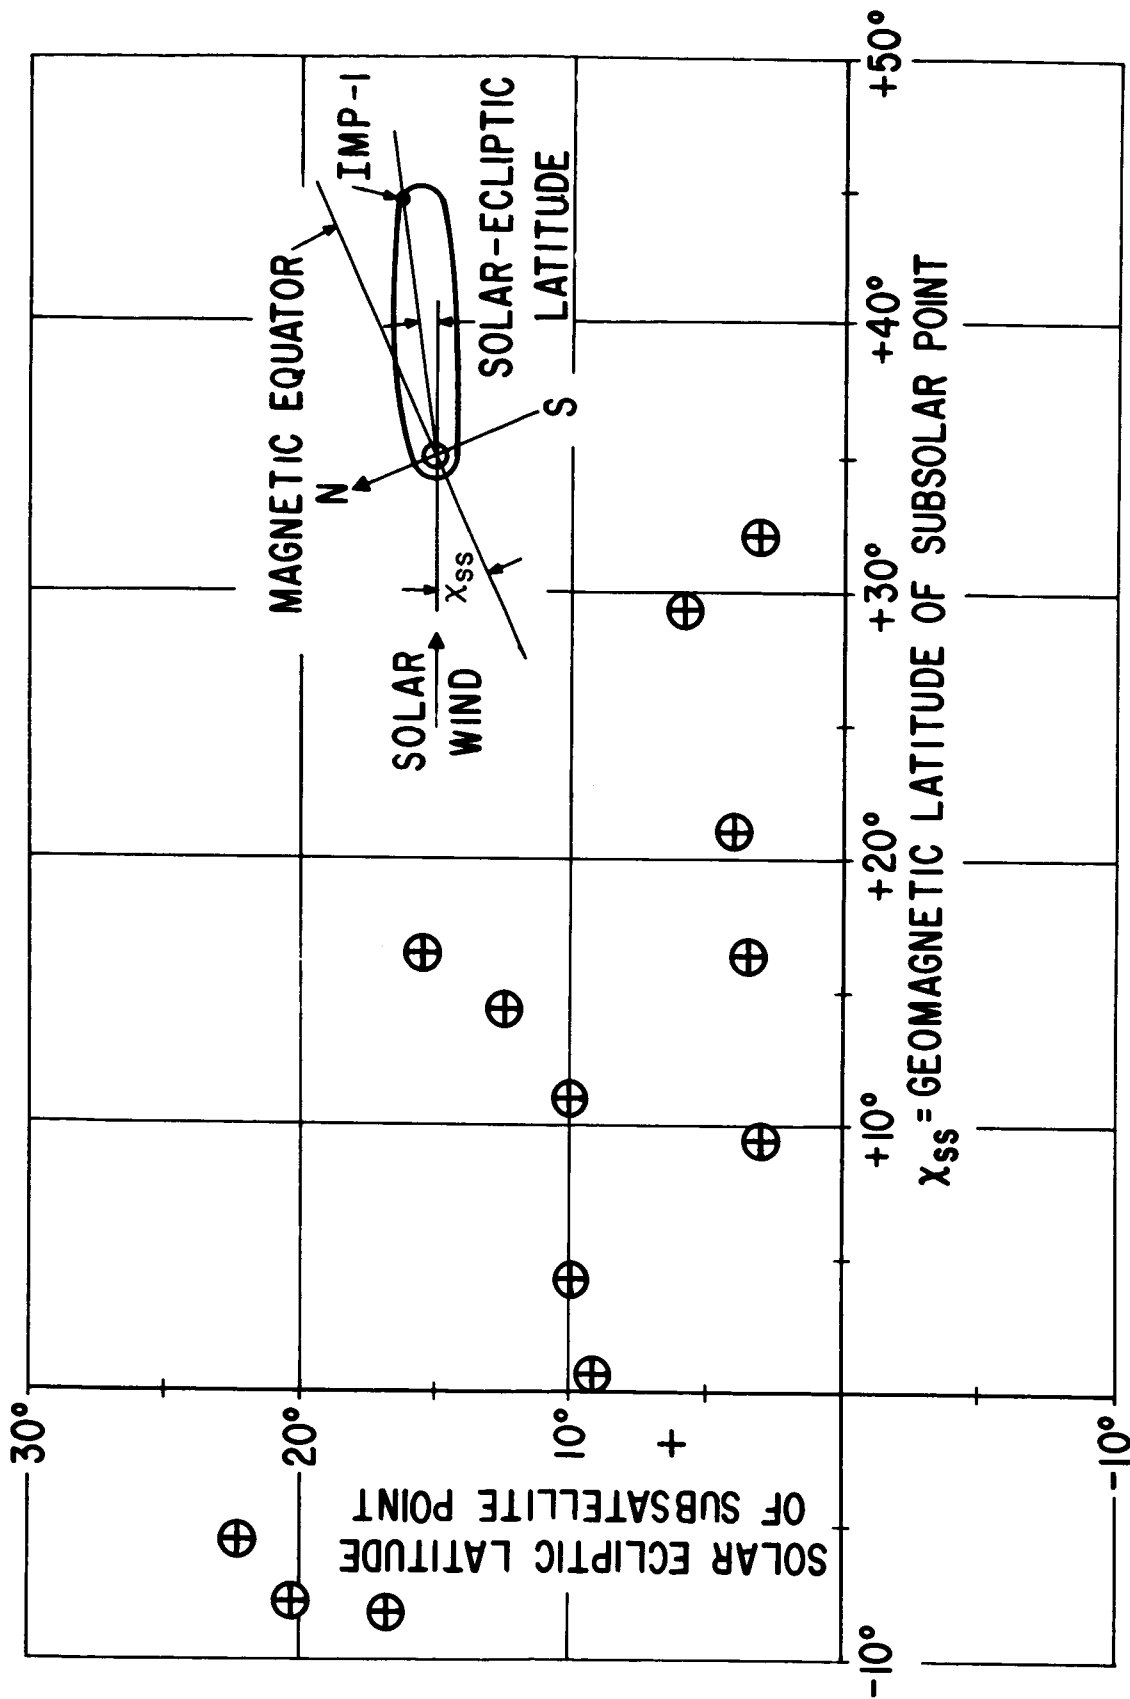 30°
20°
10°
+
-10°
SOLAR ECLIPTIC LATITUDE
OF SUBSATELLITE POINT
-10°
+10°
+20°
+30°
+40°
+50°
χss = GEOMAGNETIC LATITUDE OF SUBSOLAR POINT
MAGNETIC EQUATOR
IMP-I
N
S
SOLAR
WIND
χss
SOLAR-ECLIPTIC
LATITUDE